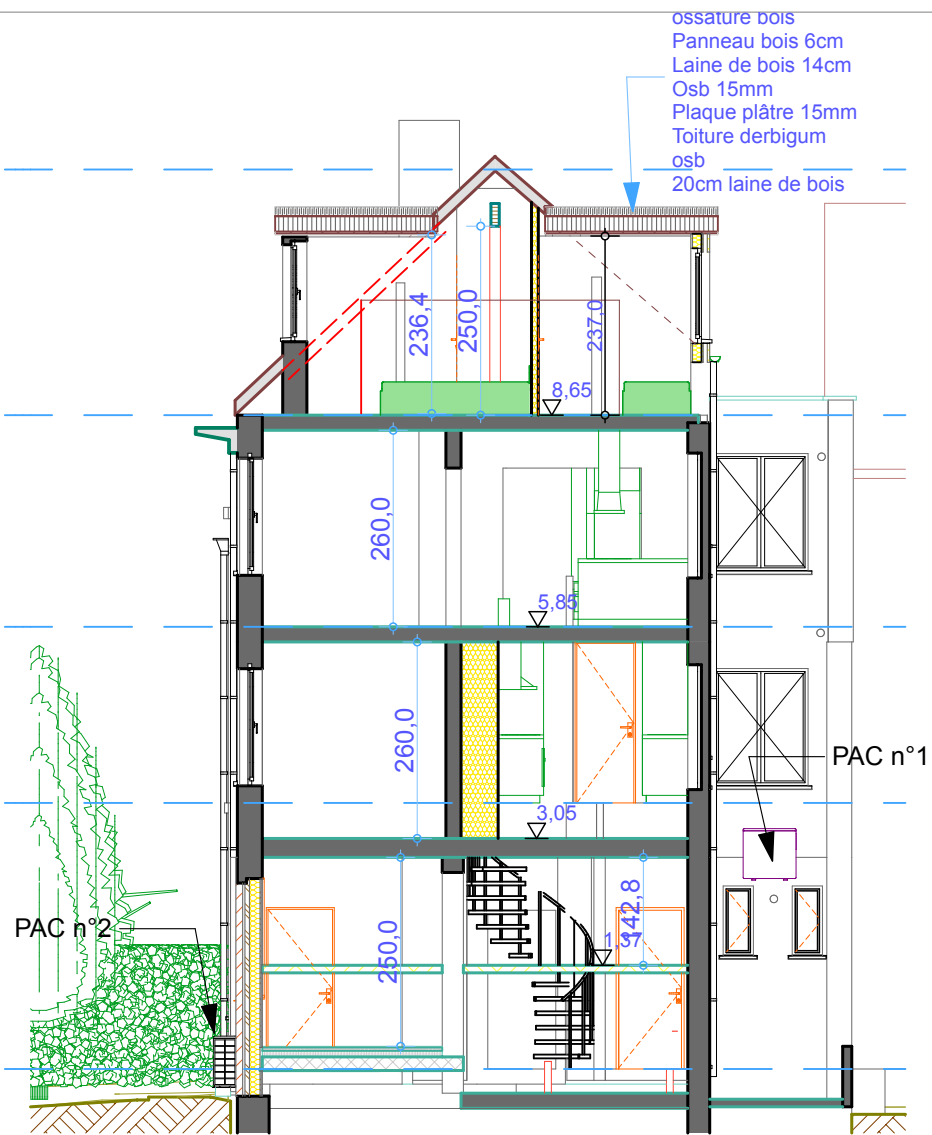 ossature bois
Panneau bois 6cm
Laine de bois 14cm
Osb 15mm
Plaque plâtre 15mm
Toiture derbigum
osb
20cm laine de bois
236,4
250,0
237,0
8,65
260,0
5,85
260,0
PAC n°1
3,05
PAC n°2
250,0
142,8
1,37